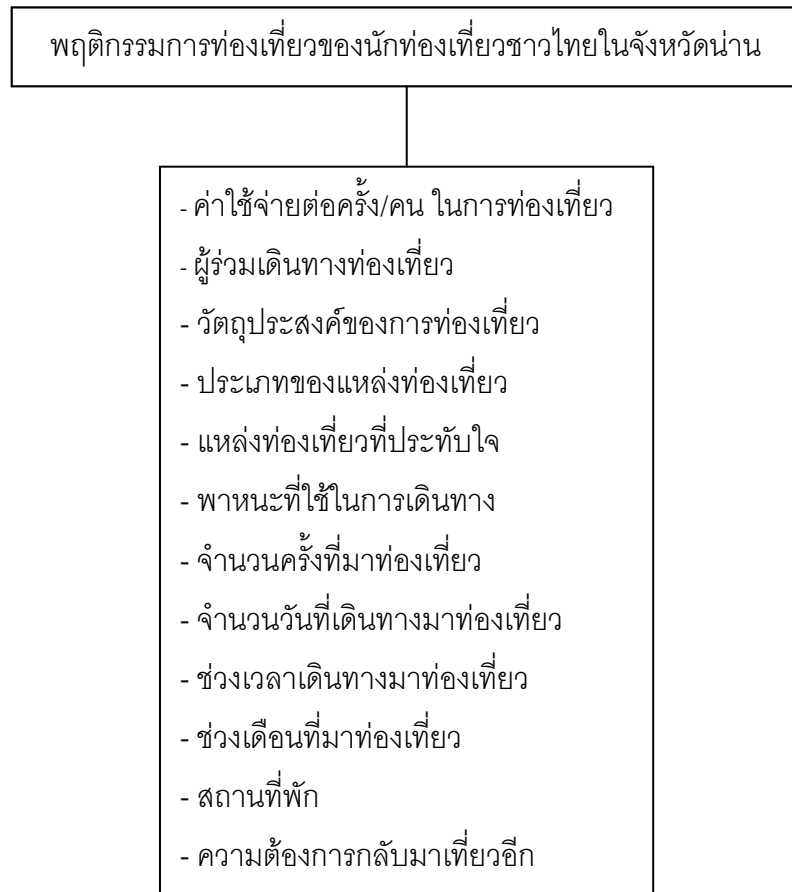 พฤติกรรมการท่องเที่ยวของนักท่องเที่ยวชาวไทยในจังหวัดน่าน
- ค่าใช้จ่ายต่อครั้ง/คน ในการท่องเที่ยว
- ผู้ร่วมเดินทางท่องเที่ยว
- วัตถุประสงค์ของการท่องเที่ยว
- ประเภทของแหล่งท่องเที่ยว
- แหล่งท่องเที่ยวที่ประทับใจ
- พาหนะที่ใช้ในการเดินทาง
- จำนวนครั้งที่มาท่องเที่ยว
- จำนวนวันที่เดินทางมาท่องเที่ยว
- ช่วงเวลาเดินทางมาท่องเที่ยว
- ช่วงเดือนที่มาท่องเที่ยว
- สถานที่พัก
- ความต้องการกลับมาเที่ยวอีก